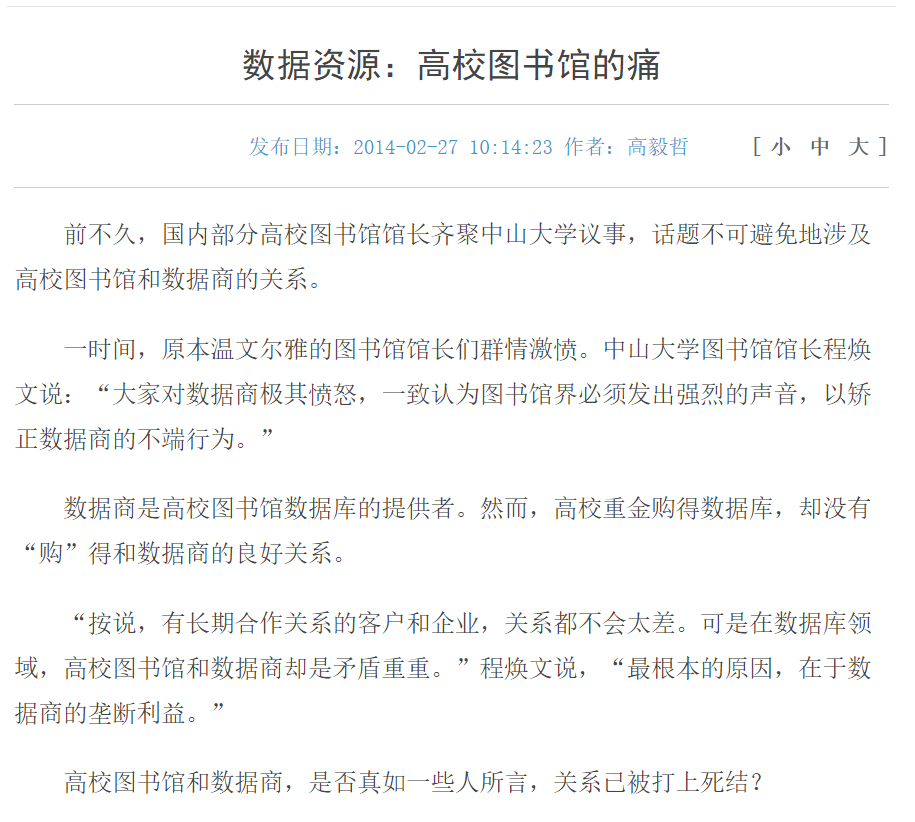 数据资源：高校图书馆的痛
发布日期：2014-02-27 10:14:23 作者：高毅哲 [ 小 中 大 ]
前不久，国内部分高校图书馆馆长齐聚中山大学议事，话题不可避免地涉及
高校图书馆和数据商的关系。
一时间，原本温文尔雅的图书馆馆长们群情激愤。中山大学图书馆馆长程焕
文说：“大家对数据商极其愤怒，一致认为图书馆界必须发出强烈的声音，以矫
正数据商的不端行为。”
数据商是高校图书馆数据库的提供者。然而，高校重金购得数据库，却没有
“购”得和数据商的良好关系。
“按说，有长期合作关系的客户和企业，关系都不会太差。可是在数据库领
域，高校图书馆和数据商却是矛盾重重。”程焕文说，“最根本的原因，在于数
据商的垄断利益。”
高校图书馆和数据商，是否真如一些人所言，关系已被打上死结？